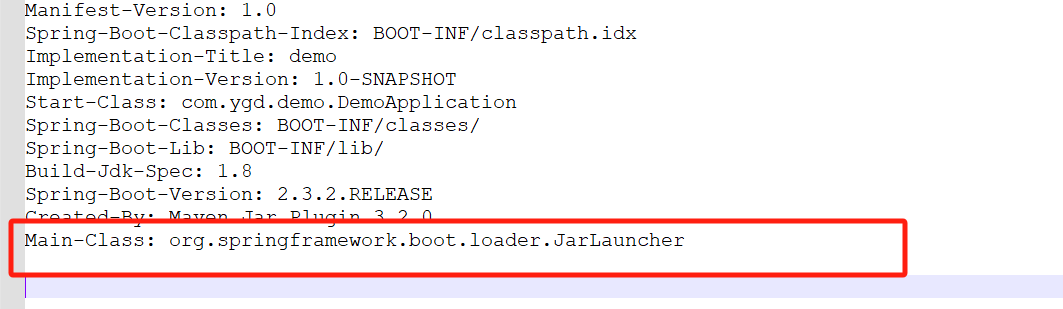 Manifest-Version: 1.0
Spring-Boot-Classpath-Index: BOOT-INF/classpath.idx
Implementation-Title: demo
Implementation-Version: 1.0-SNAPSHOT
Start-Class: com.ygd.demo.DemoApplication
Spring-Boot-Classes: BOOT-INF/classes/
Spring-Boot-Lib: BOOT-INF/lib/
Build-Jdk-Spec: 1.8
Spring-Boot-Version: 2.3.2.RELEASE
Created-By: Maven Jar Plugin 3.2.0
Main-Class: org.springframework.boot.loader.JarLauncher